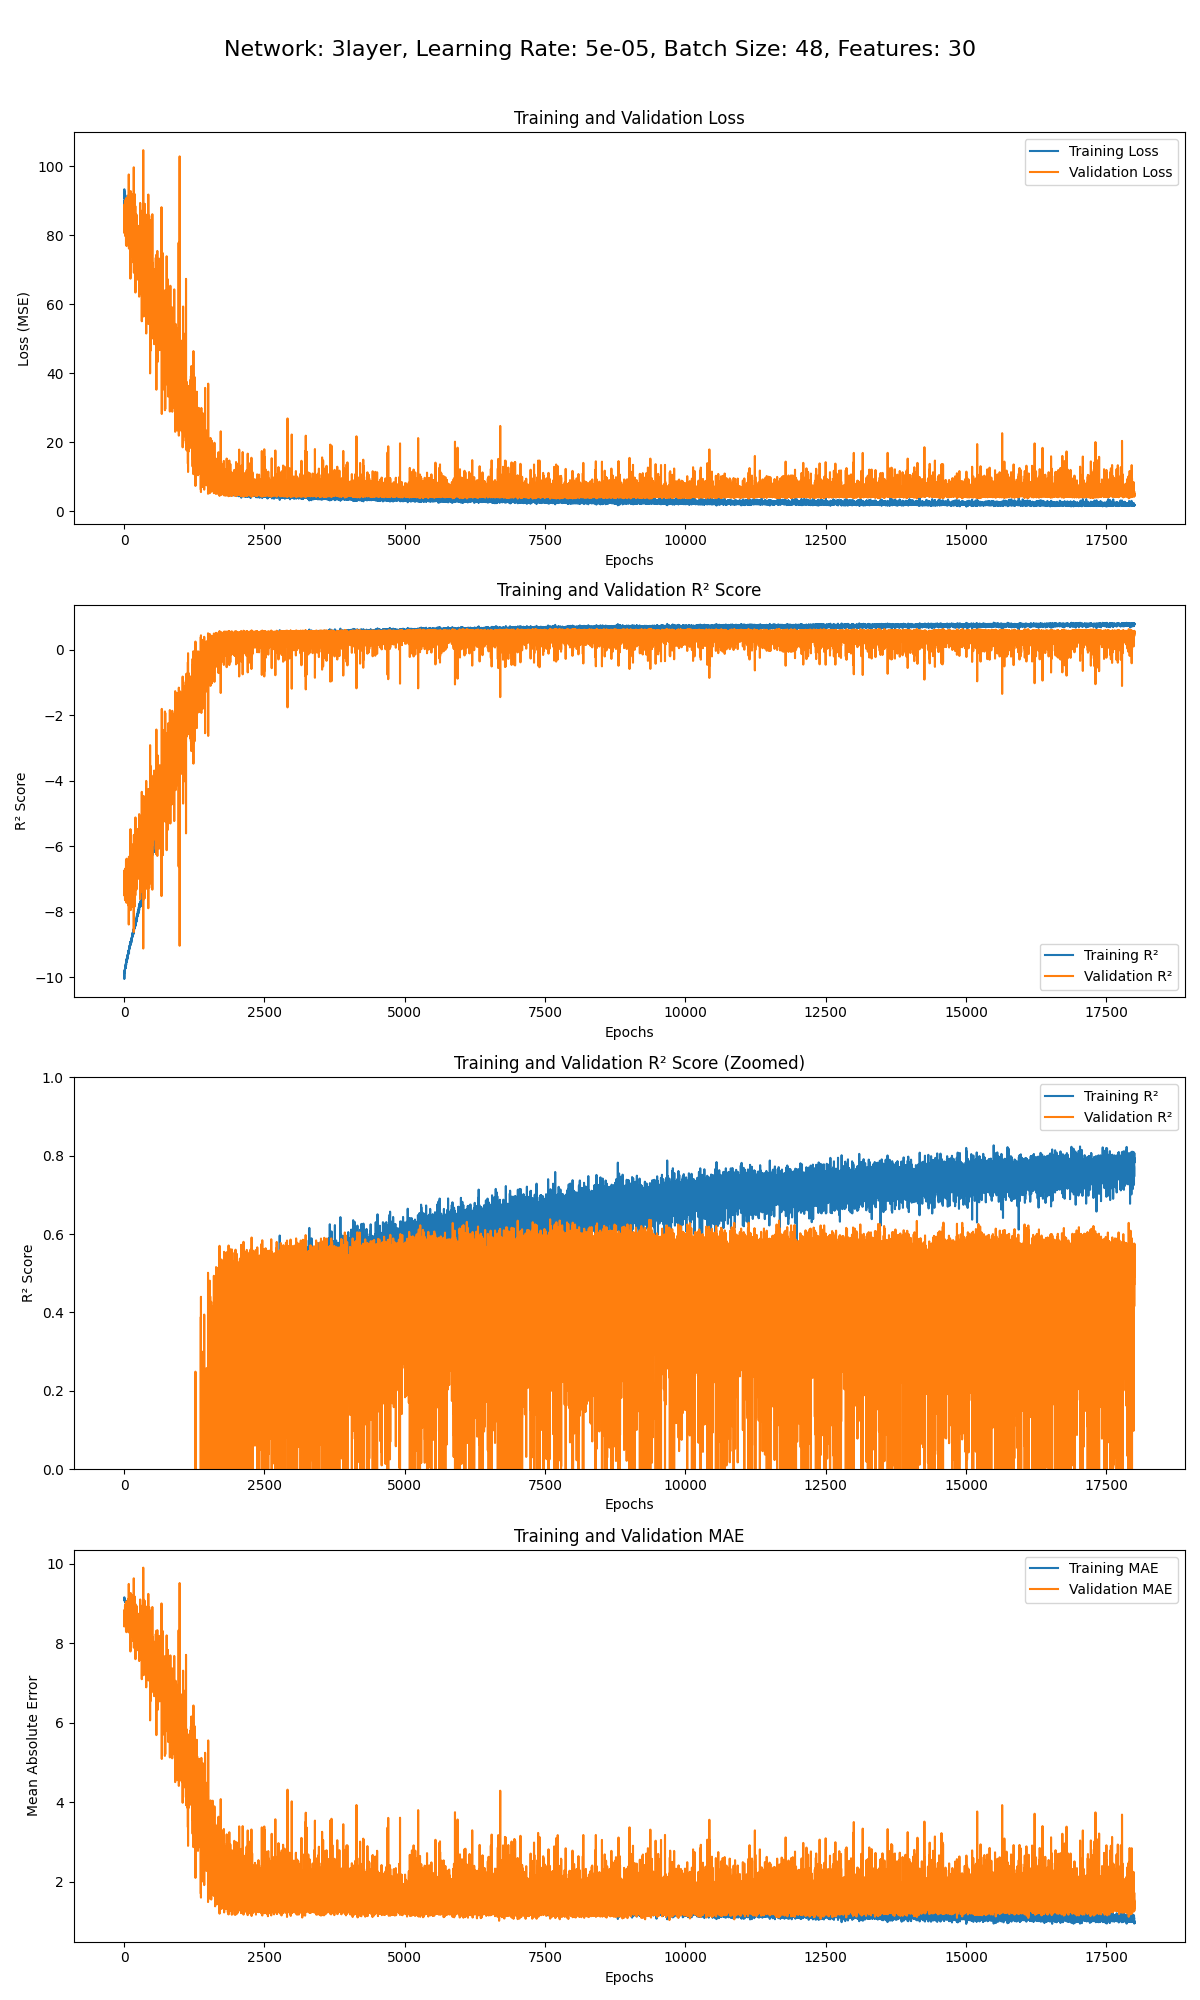 Network: 3layer, Learning Rate: 5e-05, Batch Size: 48, Features: 30
Training and Validation Loss
Training Loss
Validation Loss
100
80
60
40
20
0
Loss (MSE)
0 2500 5000 7500 10000 12500 15000 17500
Epochs
Training and Validation R² Score
0
−2
−4
−6
−8
−10
R² Score
Training R²
Validation R²
0 2500 5000 7500 10000 12500 15000 17500
Epochs
Training and Validation R² Score (Zoomed)
Training R²
Validation R²
1.0
0.8
0.6
0.4
0.2
0.0
R² Score
0 2500 5000 7500 10000 12500 15000 17500
Epochs
Training and Validation MAE
Training MAE
Validation MAE
10
8
6
4
2
Mean Absolute Error
0 2500 5000 7500 10000 12500 15000 17500
Epochs